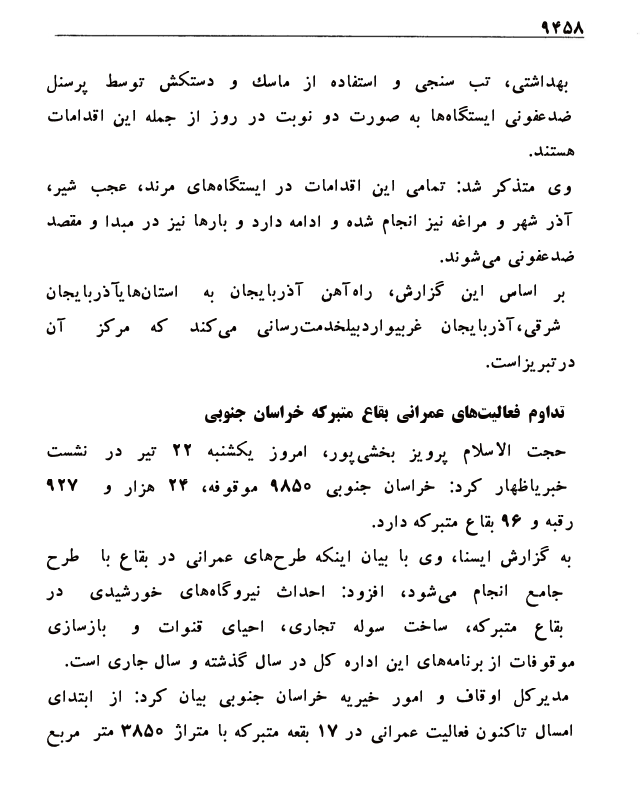 ۹۴۵۸
بهداشتی، تب سنجی و استفاده از ماسك و دستکش توسط پرسنل
ضدعفونی ایستگاه‌ها به صورت دو نوبت در روز از جمله این اقدامات
هستند.
وی متذکر شد: تمامی این اقدامات در ایستگاه‌های مرند، عجب شیر،
آذر شهر و مراغه نیز انجام شده و ادامه دارد و بارها نیز در مبدا و مقصد
ضدعفونی می‌شوند.
بر اساس این گزارش، راه‌آهن آذربایجان به استان‌هایآذربایجان
شرقی،آذربایجان غربیواردبیلخدمت‌رسانی می‌کند که مرکز آن
درتبریزاست.
تداوم فعالیت‌های عمرانی بقاع متبرکه خراسان جنوبی
حجت الاسلام پرویز بخشی‌پور، امروز یکشنبه ۲۲ تیر در نشست
خبریاظهار کرد: خراسان جنوبی ۹۸۵۰ موقوفه، ۲۴ هزار و ۹۲۷
رقبه و ۹۶ بقاع متبرکه دارد.
به گزارش ایسنا، وی با بیان اینکه طرح‌های عمرانی در بقاع با طرح
جامع انجام می‌شود، افزود: احداث نیروگاه‌های خورشیدی در
بقاع متبرکه، ساخت سوله تجاری، احیای قنوات و بازسازی
موقوفات از برنامه‌های این اداره کل در سال گذشته و سال جاری است.
مدیرکل اوقاف و امور خیریه خراسان جنوبی بیان کرد: از ابتدای
امسال تاکنون فعالیت عمرانی در ۱۷ بقعه متبرکه با متراژ ۳۸۵۰ متر مربع